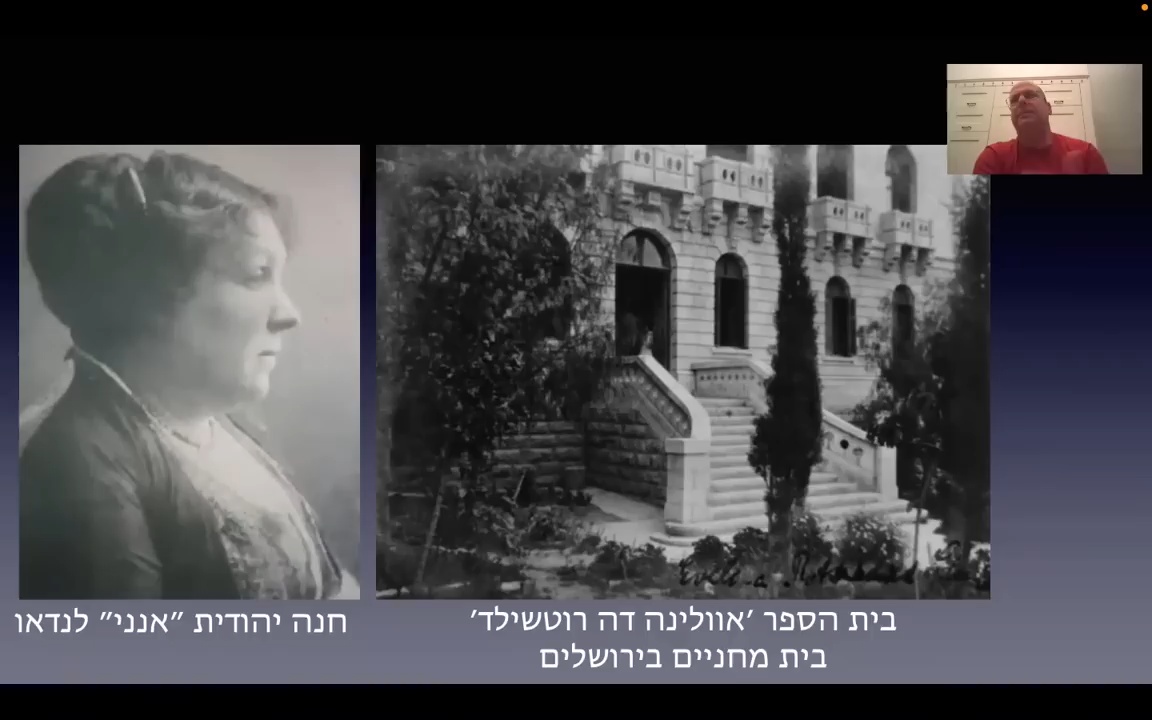 חנה יהודית ״אנני״ לנדאו
בית הספר ׳אוולינה דה רוטשילד׳
בית מחניים בירושלים